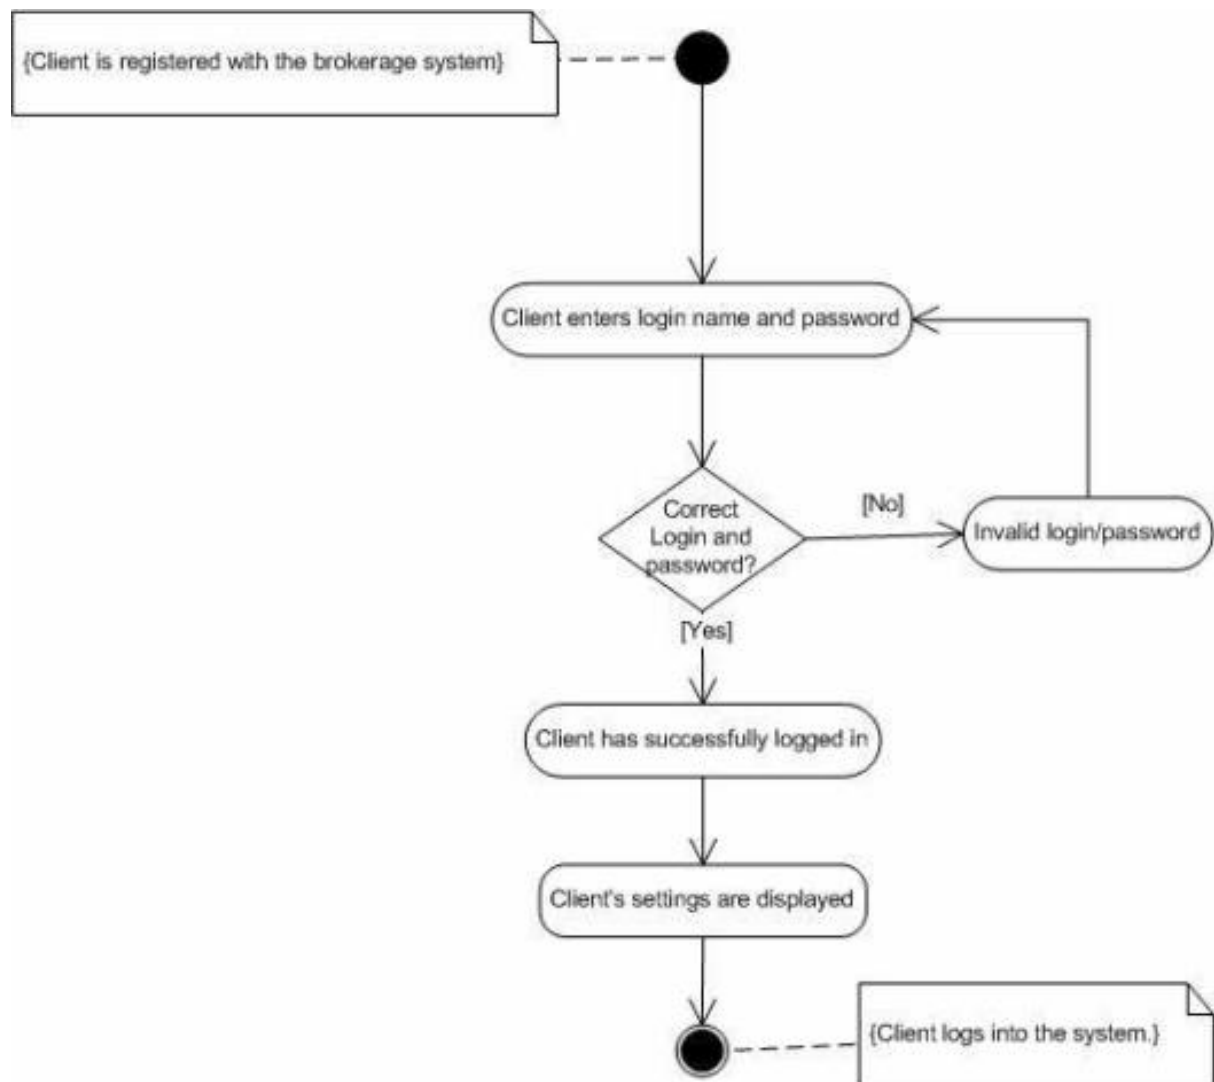 {Client is registered with the brokerage system}
Client enters login name and password
Correct
Login and
password?
[No]
Invalid login/password
[Yes]
Client has successfully logged in
Client's settings are displayed
{Client logs into the system.}